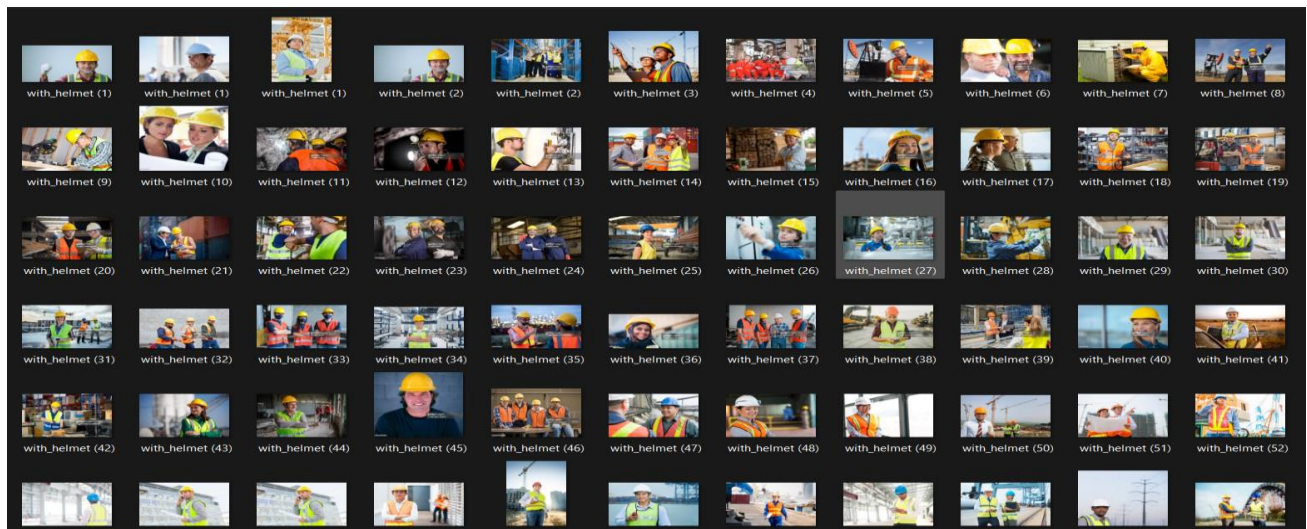 with_helmet (1) with_helmet (1) with_helmet (1) with_helmet (2) with_helmet (2) with_helmet (3) with_helmet (4) with_helmet (5) with_helmet (6) with_helmet (7) with_helmet (8)
with_helmet (9) with_helmet (10) with_helmet (11) with_helmet (12) with_helmet (13) with_helmet (14) with_helmet (15) with_helmet (16) with_helmet (17) with_helmet (18) with_helmet (19)
with_helmet (20) with_helmet (21) with_helmet (22) with_helmet (23) with_helmet (24) with_helmet (25) with_helmet (26) with_helmet (27) with_helmet (28) with_helmet (29) with_helmet (30)
with_helmet (31) with_helmet (32) with_helmet (33) with_helmet (34) with_helmet (35) with_helmet (36) with_helmet (37) with_helmet (38) with_helmet (39) with_helmet (40) with_helmet (41)
with_helmet (42) with_helmet (43) with_helmet (44) with_helmet (45) with_helmet (46) with_helmet (47) with_helmet (48) with_helmet (49) with_helmet (50) with_helmet (51) with_helmet (52)